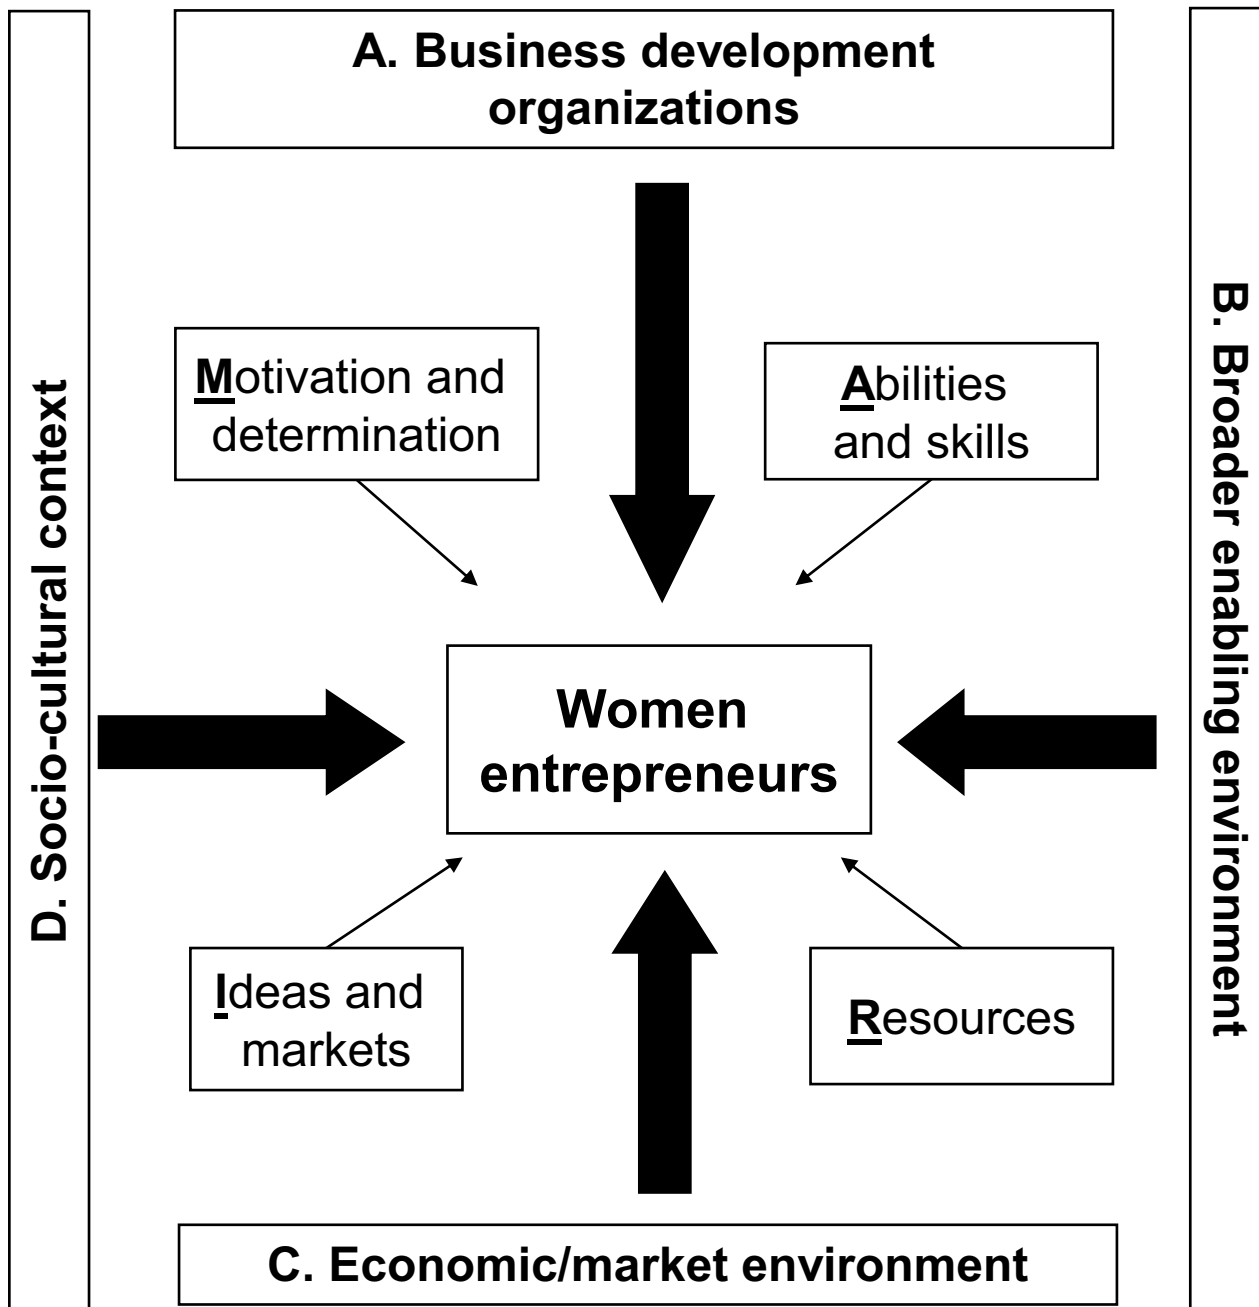 A. Business development
organizations
D. Socio-cultural context
B. Broader enabling environment
Motivation and
determination
Abilities
and skills
Women
entrepreneurs
Ideas and
markets
Resources
C. Economic/market environment